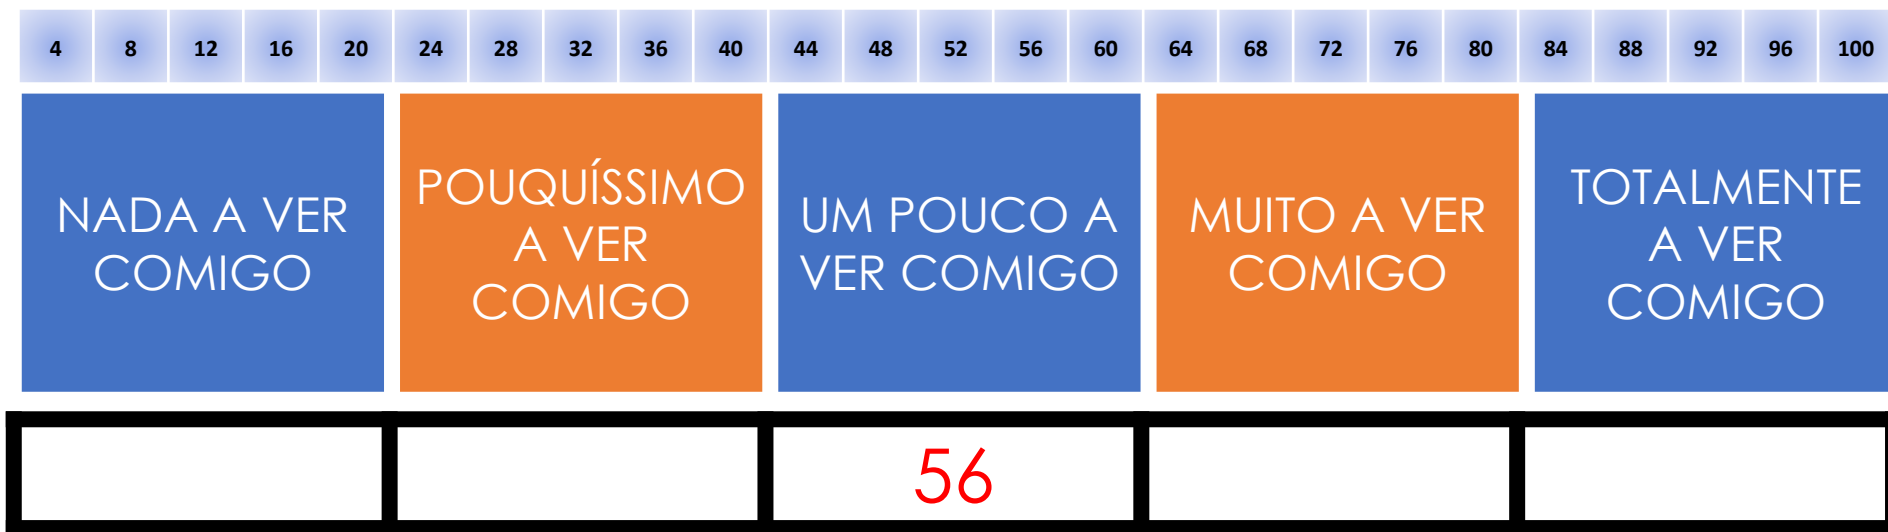 4 8 12 16 20 24 28 32 36 40 44 48 52 56 60 64 68 72 76 80 84 88 92 96 100
NADA A VER
COMIGO
POUQUÍSSIMO
A VER
COMIGO
UM POUCO A
VER COMIGO
MUITO A VER
COMIGO
TOTALMENTE
A VER
COMIGO
56